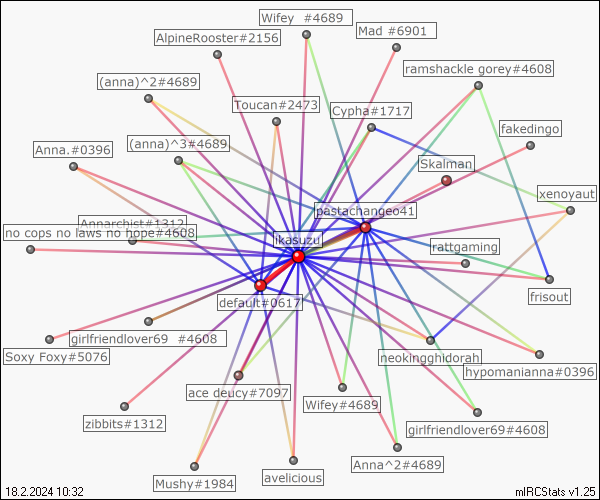 Wifey  #4689
Mad #6901
AlpineRooster#2156
ramshackle gorey#4608
(anna)^2#4689
Toucan#2473
Cypha#1717
fakedingo
(anna)^3#4689
Anna.#0396
Skalman
xenoyaut
pastachangeo41
Annarchist#1312
no cops no laws no hope#4608
ikasuzu
rattgaming
frisout
default#0617
girlfriendlover69  #4608
Soxy Foxy#5076
neokingghidorah
hypomanianna#0396
ace deucy#7097
Wifey#4689
zibbits#1312
girlfriendlover69#4608
Anna^2#4689
avelicious
Mushy#1984
18.2.2024 10:32
mIRCStats v1.25